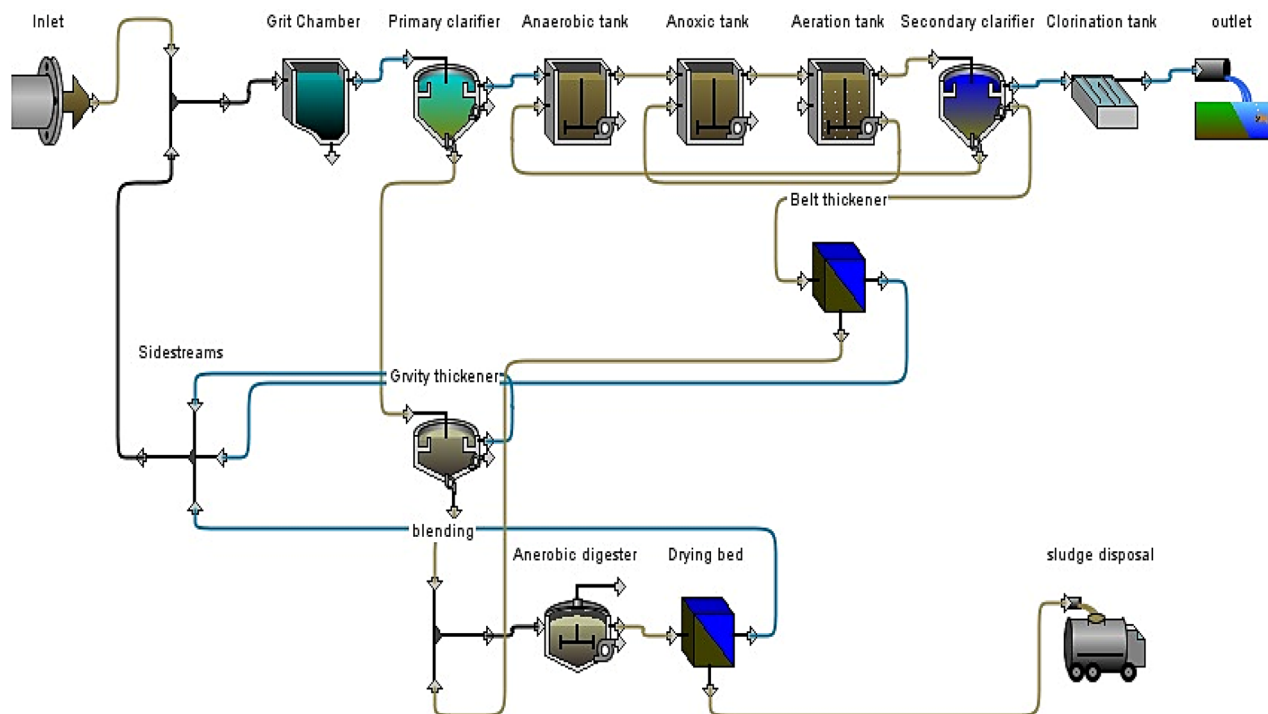 Inlet
Grit Chamber
Primary clarifier
Anaerobic tank
Anoxic tank
Aeration tank
Secondary clarifier
Clorination tank
outlet
Belt thickener
Sidestreams
Grvity thickener
blending
Anerobic digester
Drying bed
sludge disposal